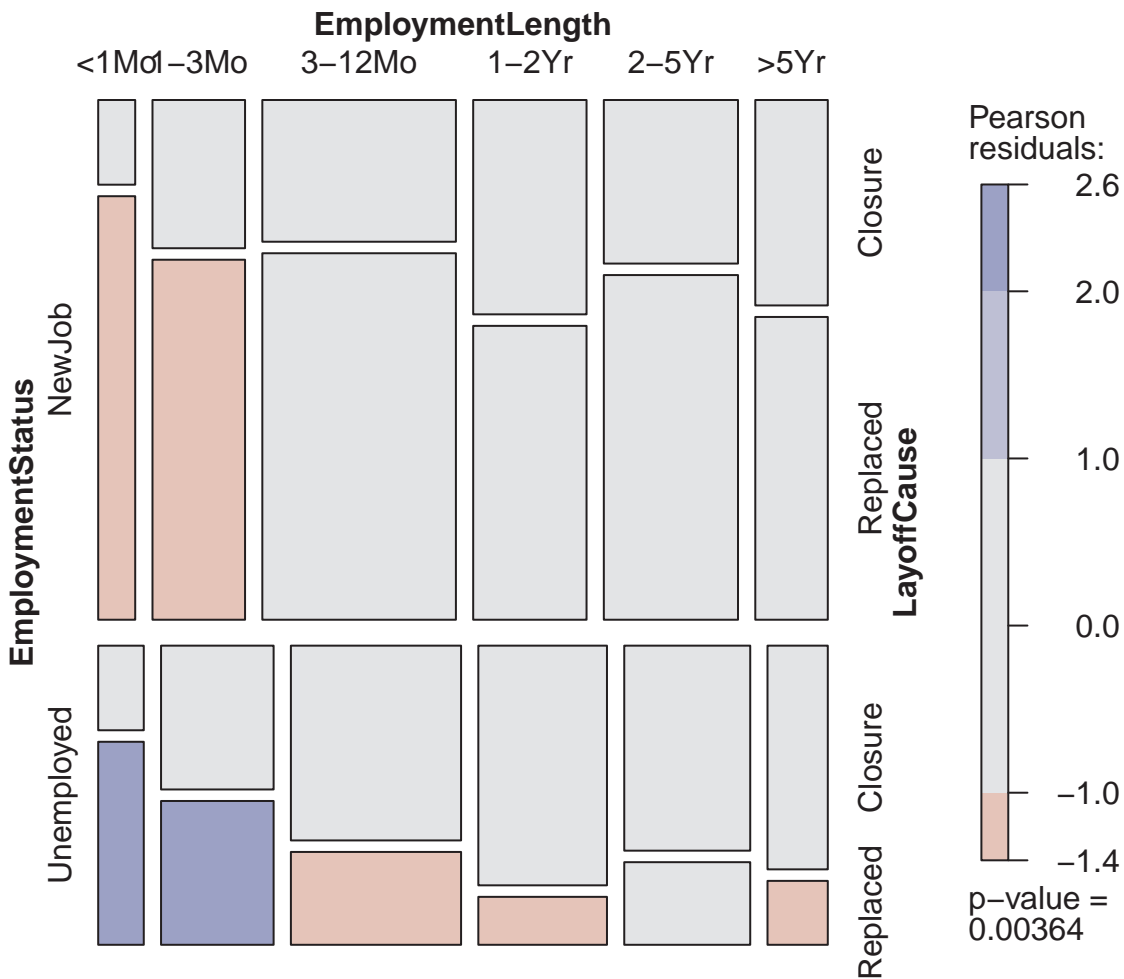 EmploymentLength
<1Mo 1−3Mo 3−12Mo 1−2Yr 2−5Yr >5Yr
EmploymentStatus
NewJob
Unemployed
Closure
Replaced
Closure
Replaced
LayoffCause
Pearson
residuals:
2.6
2.0
1.0
0.0
−1.0
−1.4
p−value =
0.00364